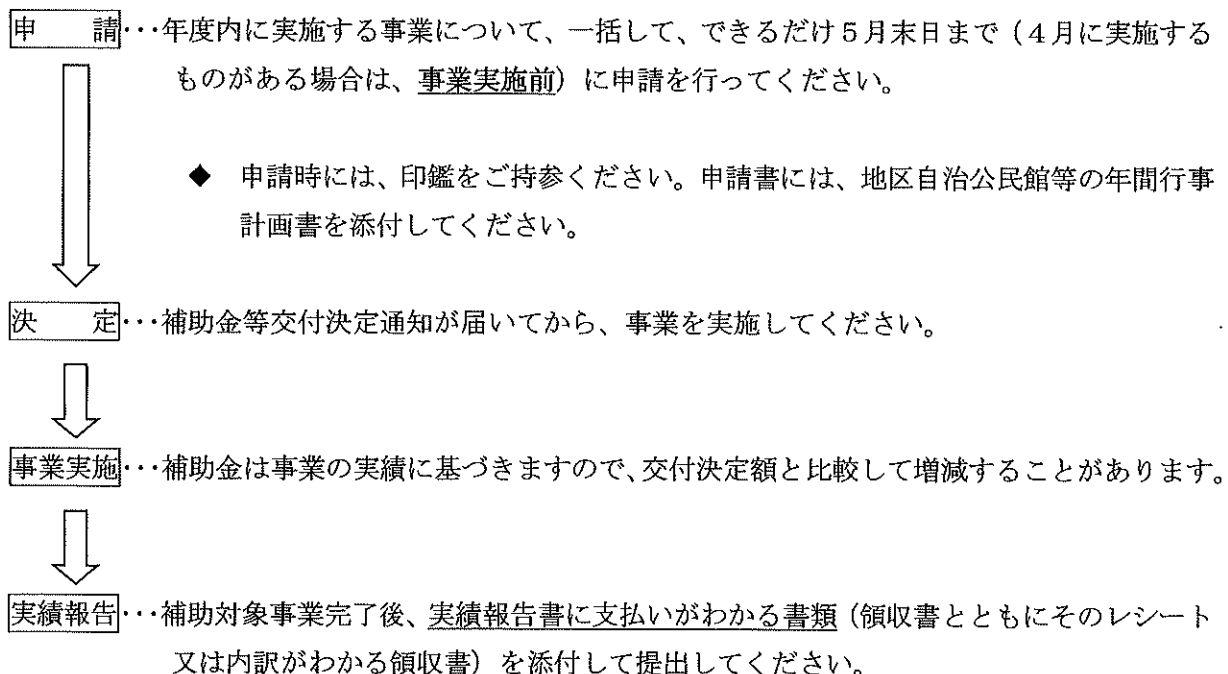 申　　請・・・年度内に実施する事業について、一括して、できるだけ５月末日まで（４月に実施する
ものがある場合は、事業実施前）に申請を行ってください。
◆　申請時には、印鑑をご持参ください。申請書には、地区自治公民館等の年間行事
計画書を添付してください。
決　　定・・・補助金等交付決定通知が届いてから、事業を実施してください。
事業実施・・・補助金は事業の実績に基づきますので、交付決定額と比較して増減することがあります。
実績報告・・・補助対象事業完了後、実績報告書に支払いがわかる書類（領収書とともにそのレシート
又は内訳がわかる領収書）を添付して提出してください。